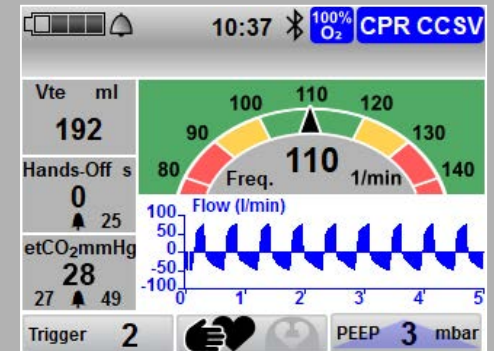 10:37 100% O₂ CPR CCSV
Vte ml
192
Hands-Off s
0
25
etCO₂mmHg
28
27 49
80 90 100 110 120 130 140
Freq. 110 1/min
Flow (l/min)
100
50
0
-50
-100
0' 1' 2' 3' 4' 5'
Trigger 2
PEEP 3 mbar